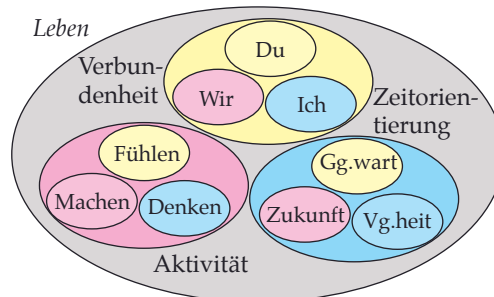 Leben
Du
Verbun-
denheit
Wir
Ich
Zeitorien-
tierung
Fühlen
Gg.wart
Machen
Denken
Zukunft
Vg.heit
Aktivität